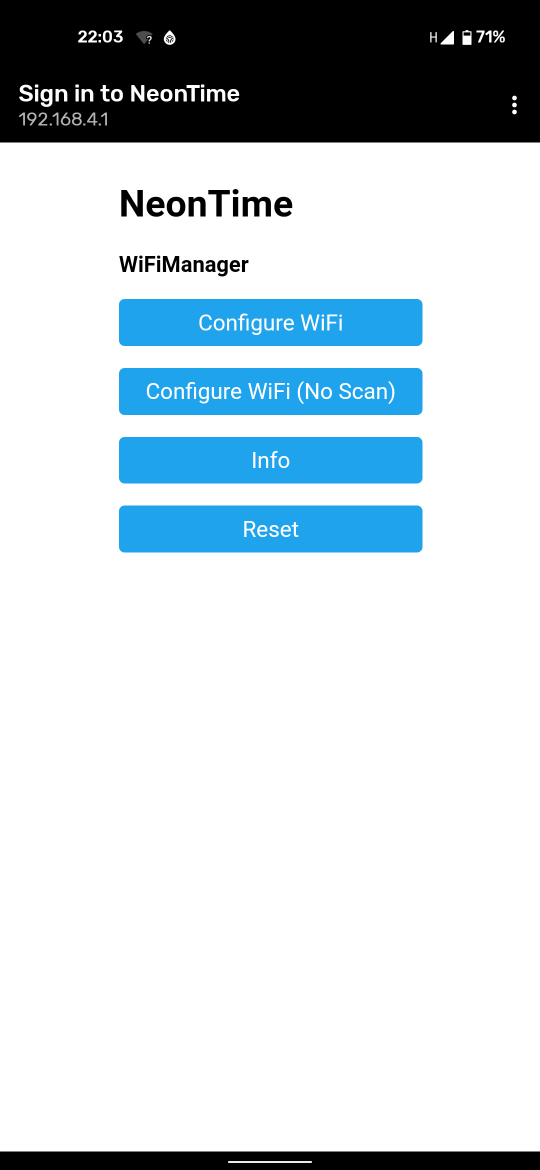 22:03 ? H 71%
Sign in to NeonTime
192.168.4.1
NeonTime
WiFiManager
Configure WiFi
Configure WiFi (No Scan)
Info
Reset